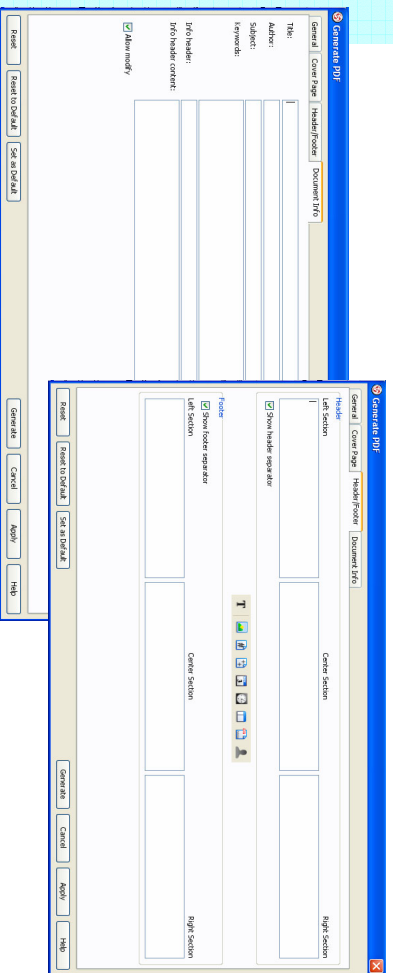 Generate PDF
General Cover Page Header/Footer Document Info
Title:
Author:
Subject:
Keywords:
Info header:
Info header content:
Allow modify
Reset Reset to Default Set as Default Generate Cancel Apply Help
Generate PDF
General Cover Page Header/Footer Document Info
Header
Left Section Center Section Right Section
Show header separator
T
Footer
Show footer separator
Left Section Center Section Right Section
Reset Reset to Default Set as Default Generate Cancel Apply Help